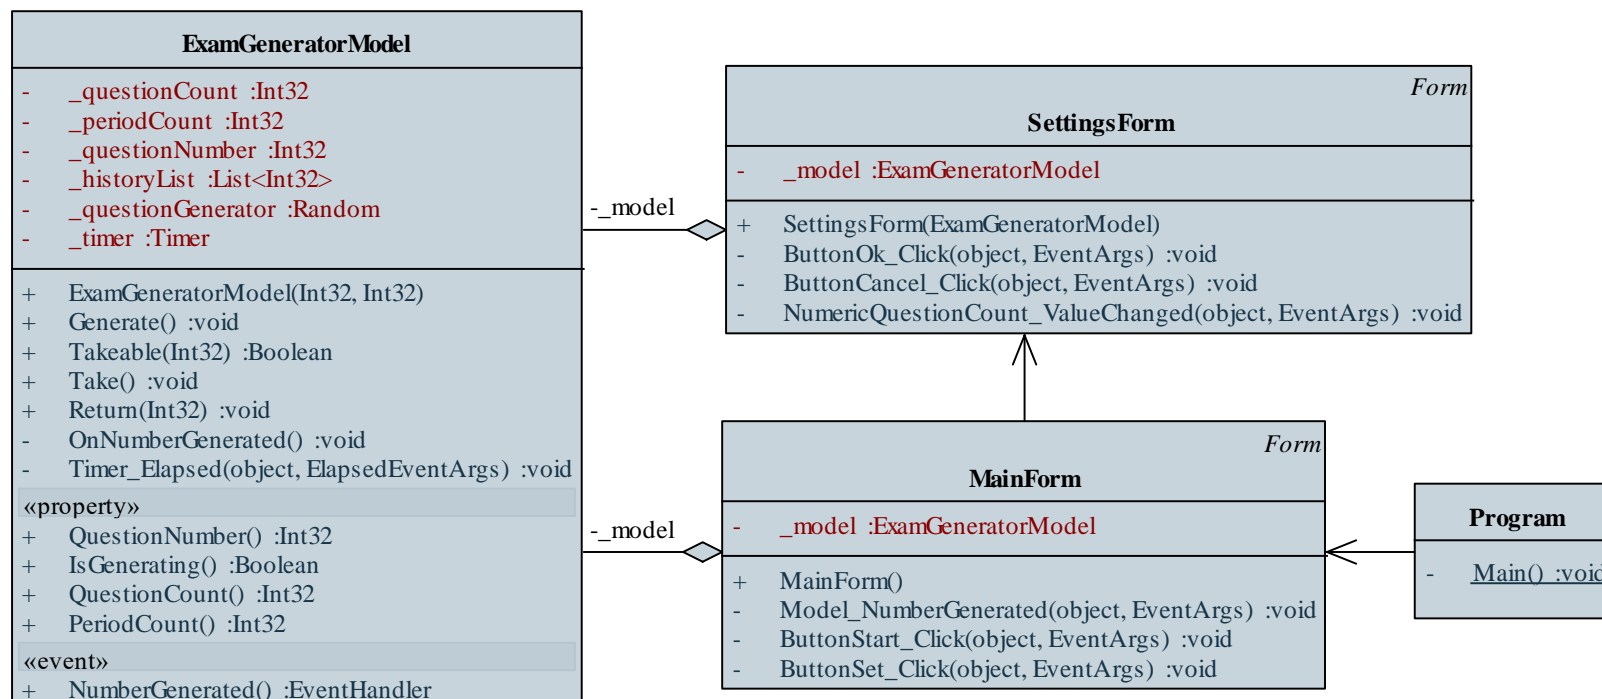 ExamGeneratorModel
- _questionCount :Int32
- _periodCount :Int32
- _questionNumber :Int32
- _historyList :List<Int32>
- _questionGenerator :Random
- _timer :Timer
+ ExamGeneratorModel(Int32, Int32)
+ Generate() :void
+ Takeable(Int32) :Boolean
+ Take() :void
+ Return(Int32) :void
- OnNumberGenerated() :void
- Timer_Elapsed(object, ElapsedEventArgs) :void
«property»
+ QuestionNumber() :Int32
+ IsGenerating() :Boolean
+ QuestionCount() :Int32
+ PeriodCount() :Int32
«event»
+ NumberGenerated() :EventHandler
-_model
-_model
Form
SettingsForm
- _model :ExamGeneratorModel
+ SettingsForm(ExamGeneratorModel)
- ButtonOk_Click(object, EventArgs) :void
- ButtonCancel_Click(object, EventArgs) :void
- NumericQuestionCount_ValueChanged(object, EventArgs) :void
Form
MainForm
- _model :ExamGeneratorModel
+ MainForm()
- Model_NumberGenerated(object, EventArgs) :void
- ButtonStart_Click(object, EventArgs) :void
- ButtonSet_Click(object, EventArgs) :void
Program
- Main() :void